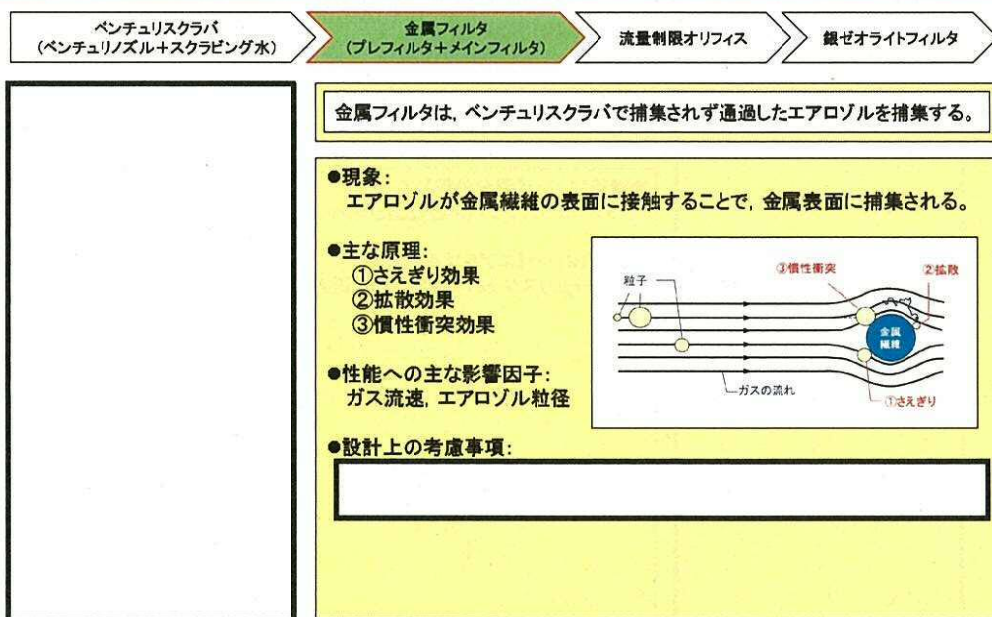 ベンチュリスクラバ
(ベンチュリノズル+スクラビング水)
金属フィルタ
(プレフィルタ+メインフィルタ)
流量制限オリフィス
銀ゼオライトフィルタ
金属フィルタは，ベンチュリスクラバで捕集されず通過したエアロゾルを捕集する。
●現象：
エアロゾルが金属繊維の表面に接触することで，金属表面に捕集される。
●主な原理：
①さえぎり効果
②拡散効果
③慣性衝突効果
粒子
③慣性衝突
②拡散
金属
繊維
ガスの流れ
①さえぎり
●性能への主な影響因子：
ガス流速，エアロゾル粒径
●設計上の考慮事項：